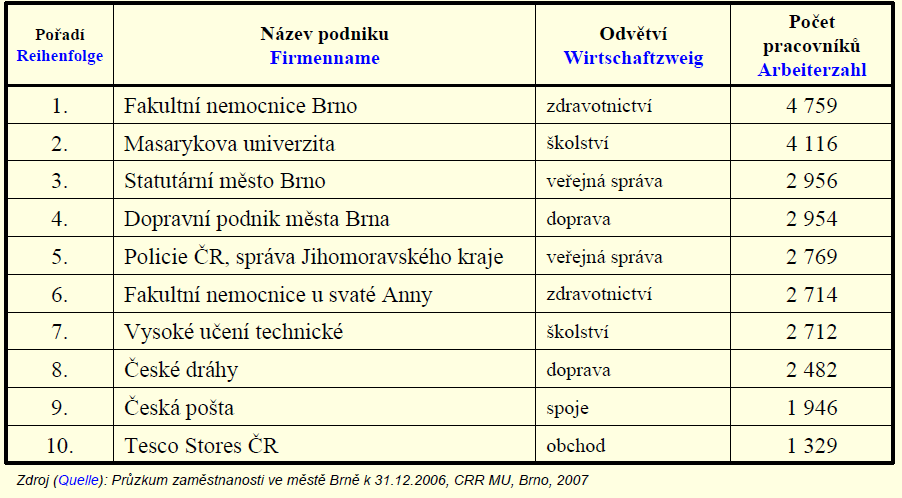 Pořadí
Reihenfolge
Název podniku
Firmenname
Odvětví
Wirtschaftzweig
Počet
pracovníků
Arbeiterzahl
1. Fakultní nemocnice Brno zdravotnictví 4 759
2. Masarykova univerzita školství 4 116
3. Statutární město Brno veřejná správa 2 956
4. Dopravní podnik města Brna doprava 2 954
5. Policie ČR, správa Jihomoravského kraje veřejná správa 2 769
6. Fakultní nemocnice u svaté Anny zdravotnictví 2 714
7. Vysoké učení technické školství 2 712
8. České dráhy doprava 2 482
9. Česká pošta spoje 1 946
10. Tesco Stores ČR obchod 1 329
Zdroj (Quelle): Průzkum zaměstnanosti ve městě Brně k 31.12.2006, CRR MU, Brno, 2007